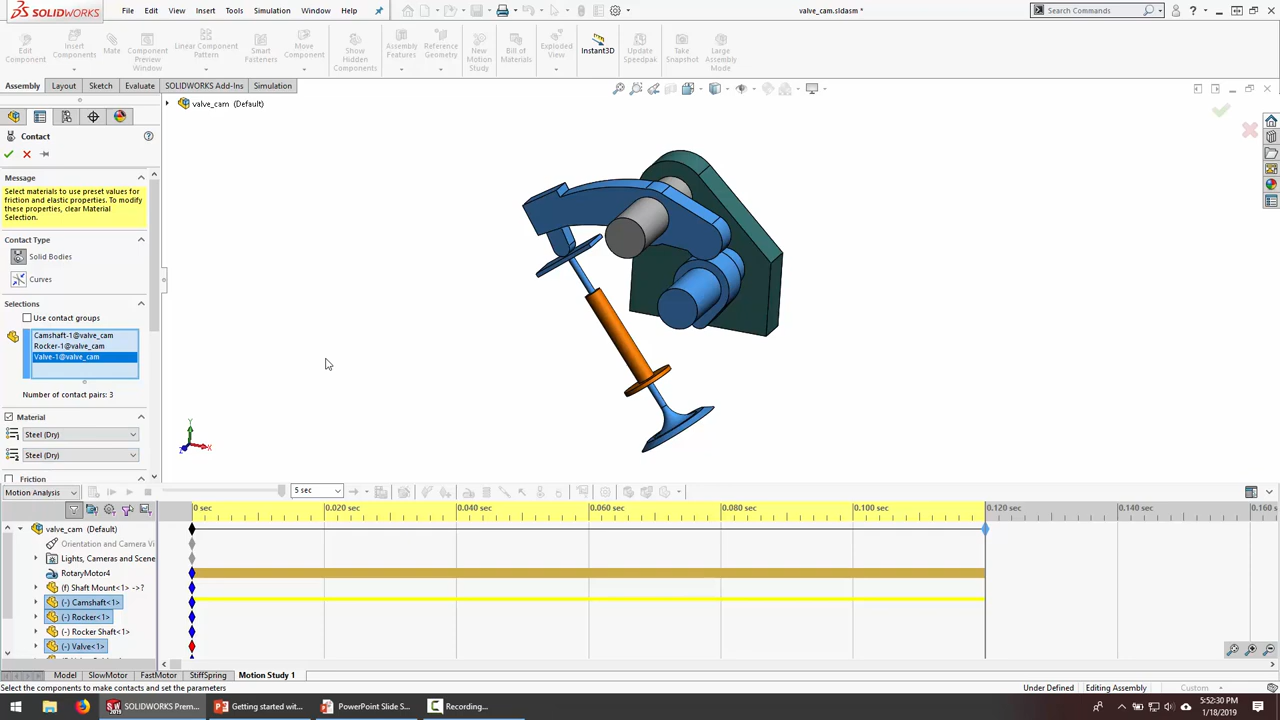 SOLIDWORKS
File Edit View Insert Tools Simulation Window Help
valve_cam.sldasm *
Search Commands
Edit Component
Insert Components
Mate
Component Preview Window
Linear Component Pattern
Smart Fasteners
Move Component
Show Hidden Components
Assembly Features
Reference Geometry
New Motion Study
Bill of Materials
Exploded View
Instant3D
Update Speedpak
Take Snapshot
Large Assembly Mode
Assembly Layout Sketch Evaluate SOLIDWORKS Add-Ins Simulation
valve_cam (Default)
Contact
Message
Select materials to use preset values for
friction and elastic properties. To modify
these properties, clear Material
Selection.
Contact Type
Solid Bodies
Curves
Selections
Use contact groups
Camshaft-1@valve_cam
Rocker-1@valve_cam
Valve-1@valve_cam
Number of contact pairs: 3
Material
Steel (Dry)
Steel (Dry)
Friction
Y
X
Z
Motion Analysis
5 sec
0 sec 0.020 sec 0.040 sec 0.060 sec 0.080 sec 0.100 sec 0.120 sec 0.140 sec 0.160 s
valve_cam (Default)
Orientation and Camera Vi
Lights, Cameras and Scene
RotaryMotor4
(f) Shaft Mount<1> ->?
(-) Camshaft<1>
(-) Rocker<1>
(-) Rocker Shaft<1>
(-) Valve<1>
Model SlowMotor FastMotor StiffSpring Motion Study 1
Select the components to make contacts and set the parameters
Under Defined Editing Assembly Custom
SOLIDWORKS Prem...
Getting started wit...
PowerPoint Slide S...
Recording...
5:52:30 PM
1/18/2019